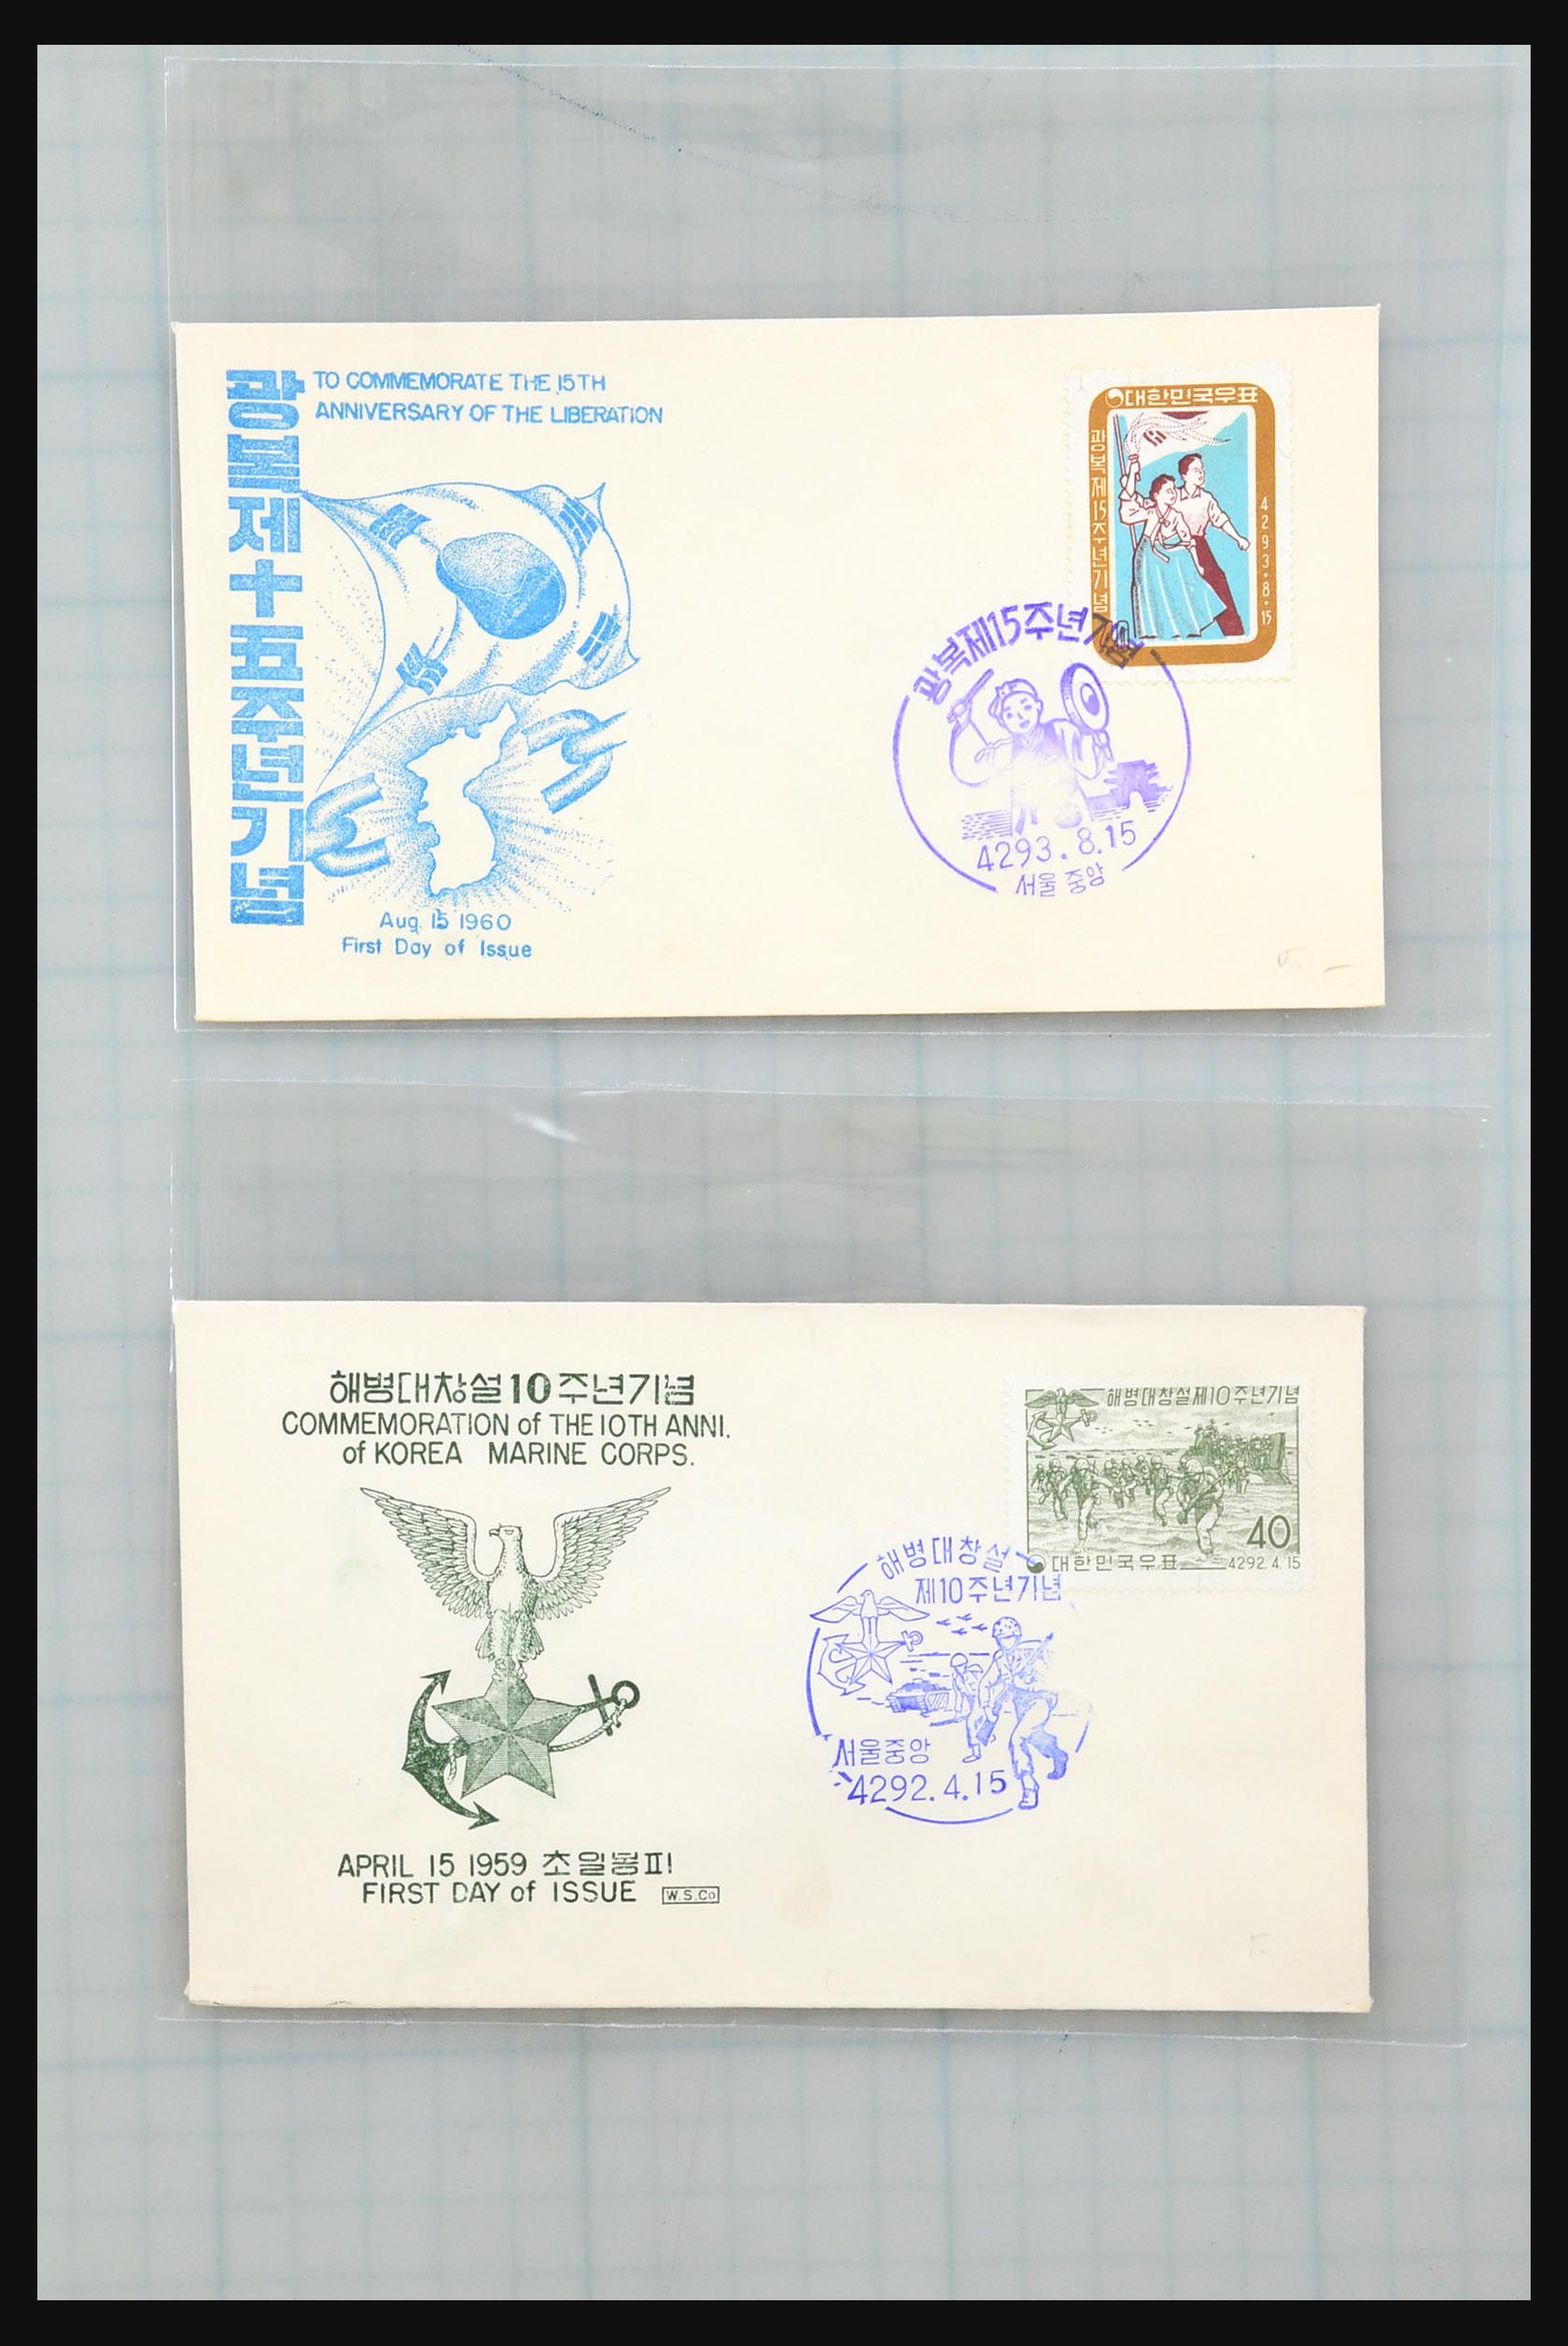 광복제十五주년기념
TO COMMEMORATE THE 15TH
ANNIVERSARY OF THE LIBERATION
Aug. 15 1960
First Day of Issue
대한민국우표
광복제15주년기념
4293.8.15
광복제15주년기념
4293.8.15
서울 중앙
해병대창설10주년기념
COMMEMORATION of THE 10TH ANNI.
of KOREA MARINE CORPS.
APRIL 15 1959 초일봉피
FIRST DAY of ISSUE W.S.Co
해병대창설제10주년기념
40
대한민국우표 4292.4.15
해병대창설
제10주년기념
서울중앙
4292.4.15